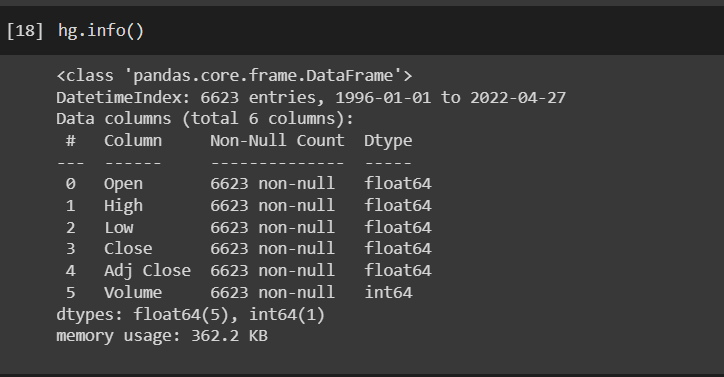 [18] hg.info()
<class 'pandas.core.frame.DataFrame'>
DatetimeIndex: 6623 entries, 1996-01-01 to 2022-04-27
Data columns (total 6 columns):
 #   Column     Non-Null Count  Dtype
---  ------     --------------  -----
 0   Open       6623 non-null   float64
 1   High       6623 non-null   float64
 2   Low        6623 non-null   float64
 3   Close      6623 non-null   float64
 4   Adj Close  6623 non-null   float64
 5   Volume     6623 non-null   int64
dtypes: float64(5), int64(1)
memory usage: 362.2 KB